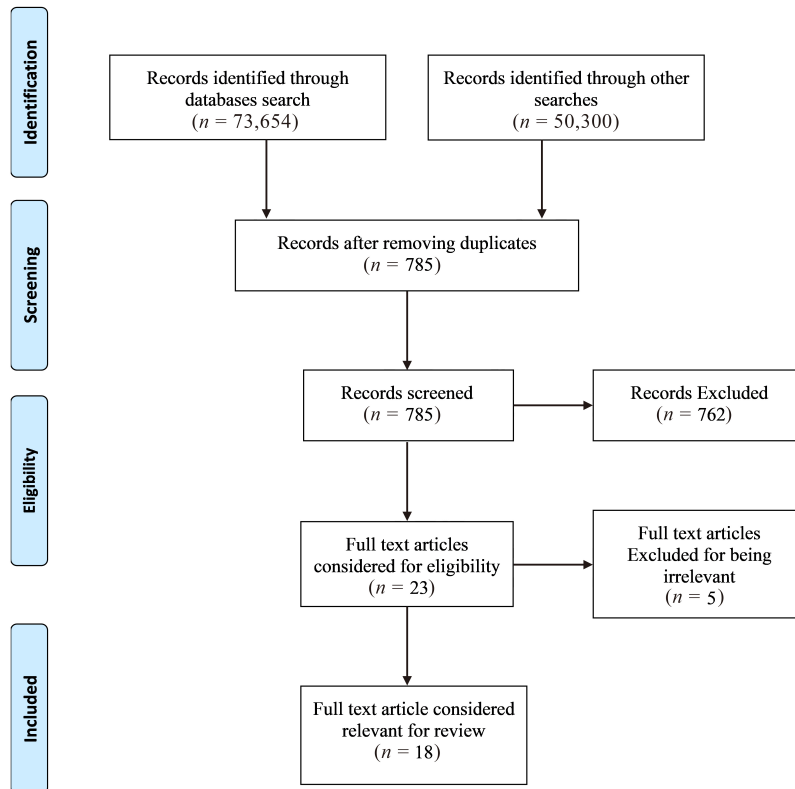 Identification
Records identified through
databases search
(n = 73,654)
Records identified through other
searches
(n = 50,300)
Screening
Records after removing duplicates
(n = 785)
Records screened
(n = 785)
Records Excluded
(n = 762)
Eligibility
Full text articles
considered for eligibility
(n = 23)
Full text articles
Excluded for being
irrelevant
(n = 5)
Included
Full text article considered
relevant for review
(n = 18)